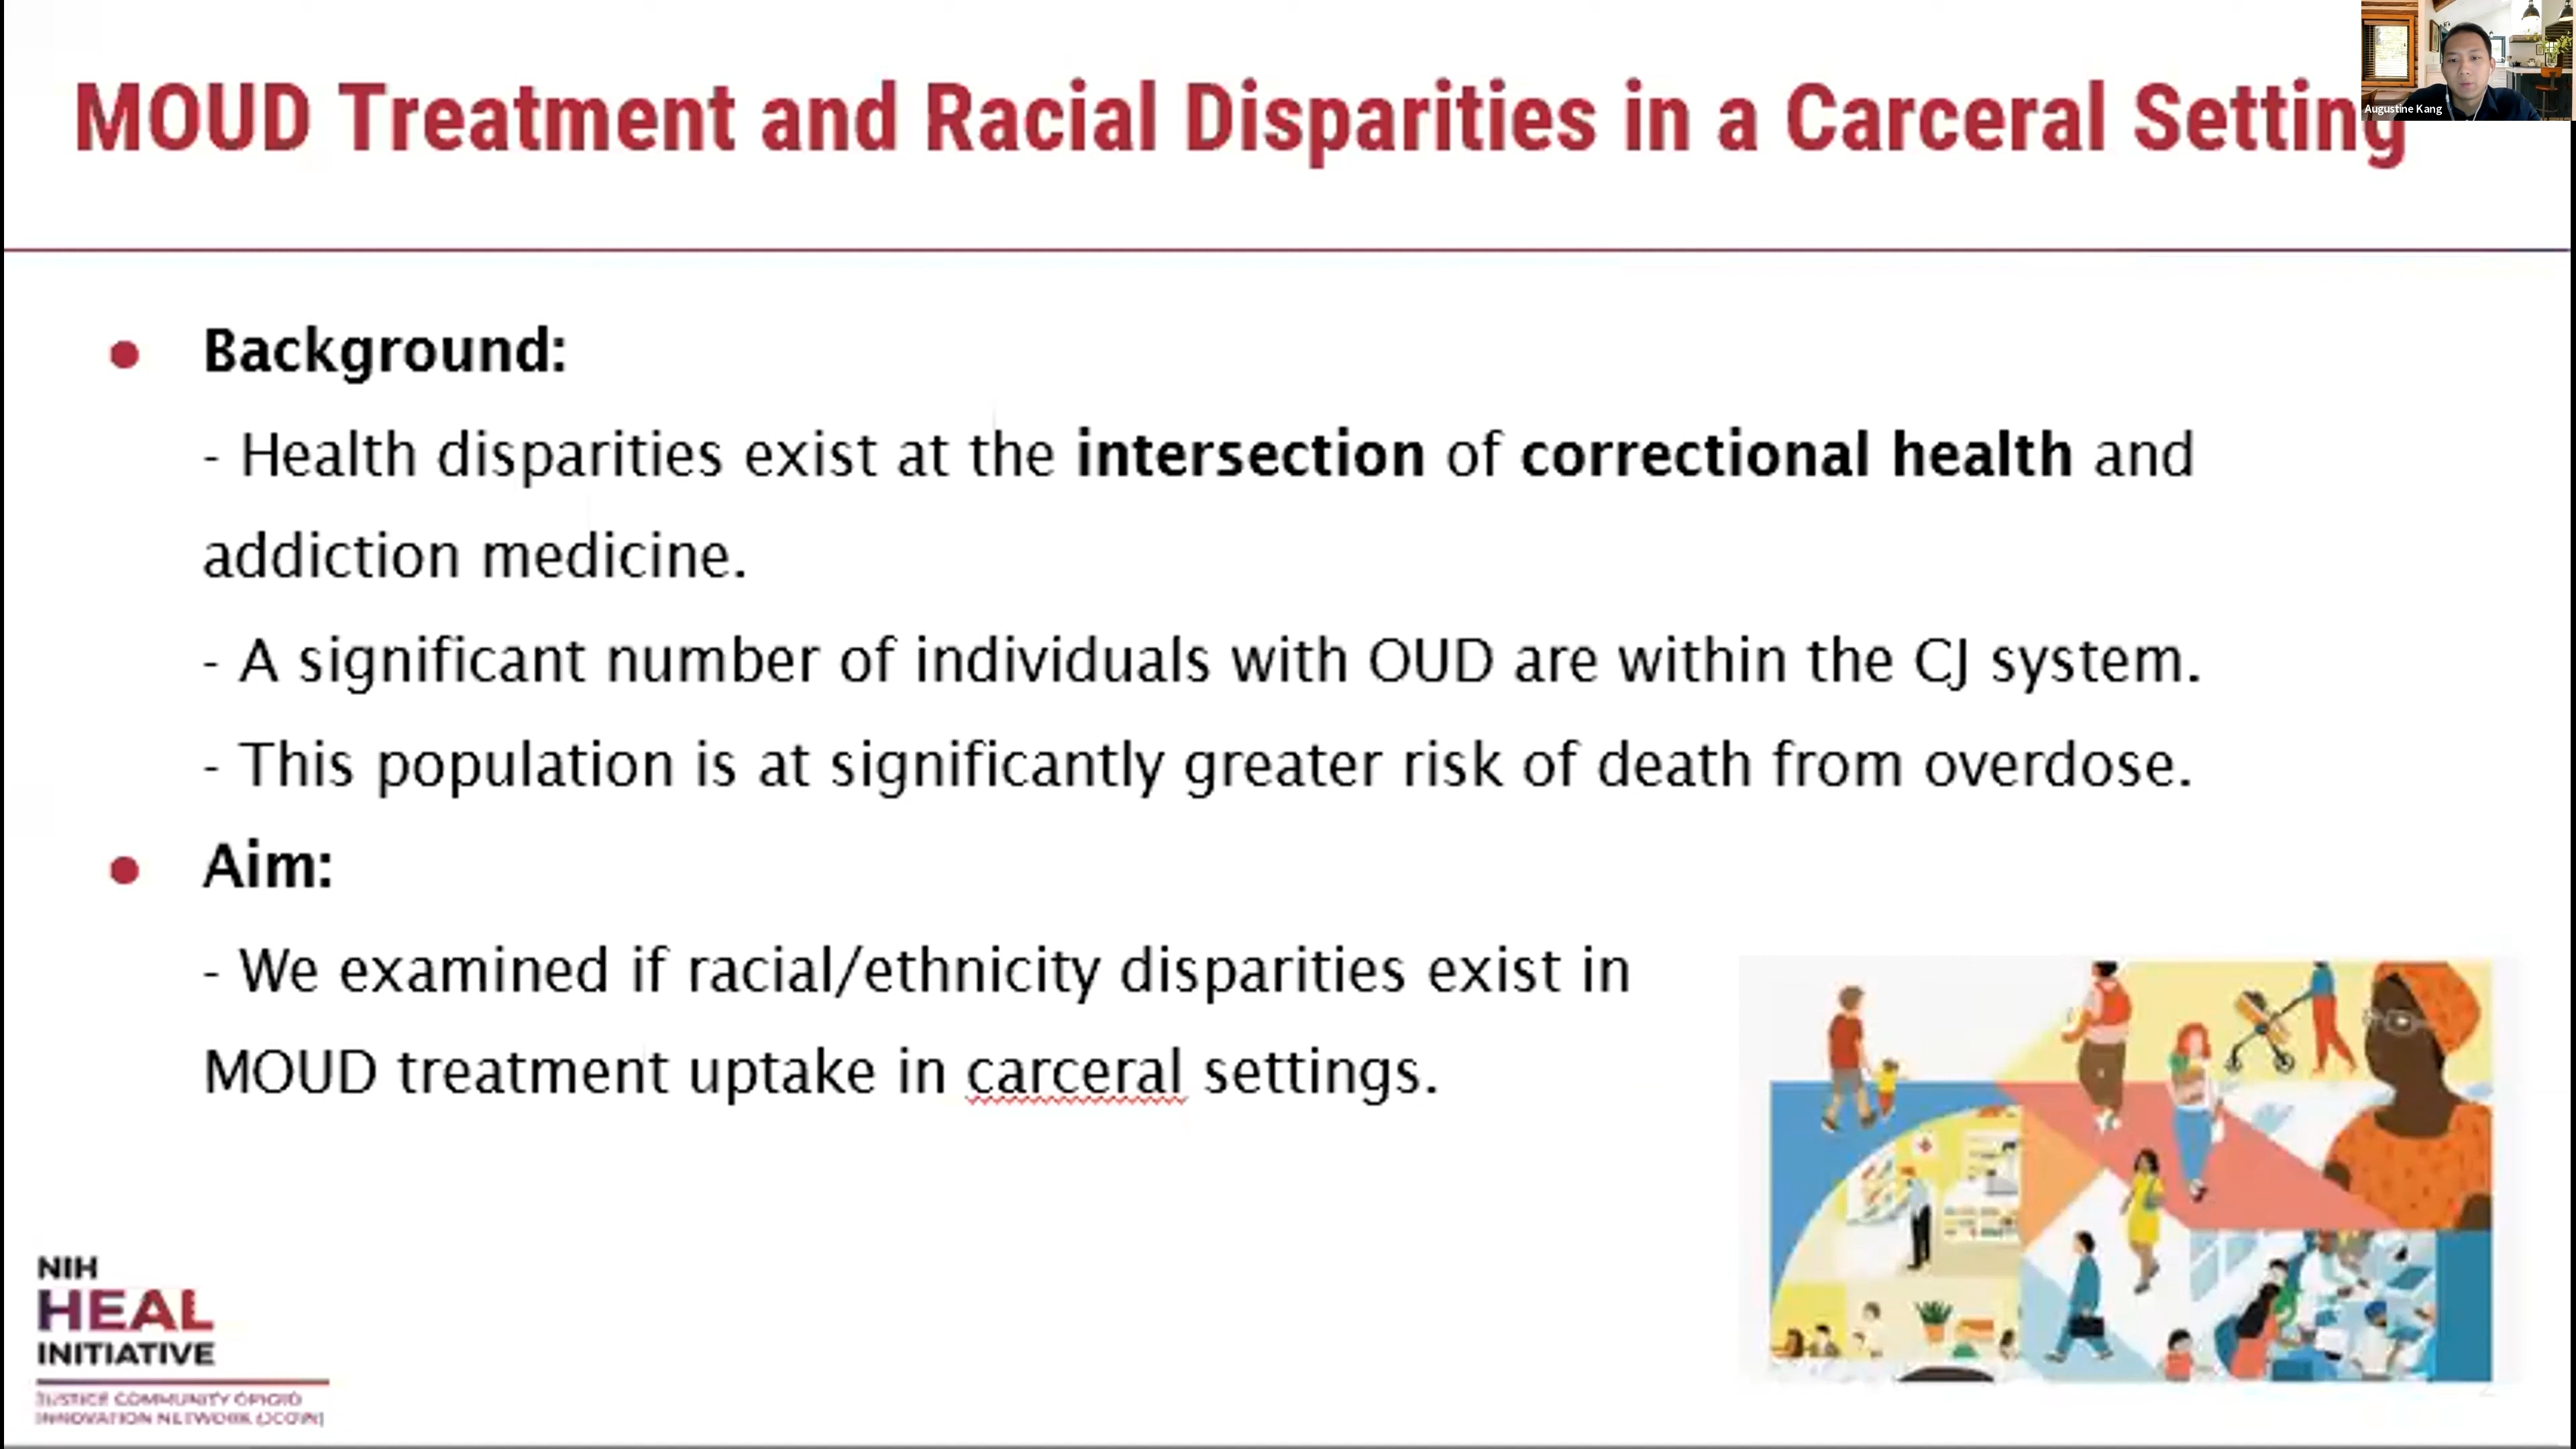 MOUD Treatment and Racial Disparities in a Carceral Setting
Augustine Kang
● Background:
- Health disparities exist at the intersection of correctional health and
addiction medicine.
- A significant number of individuals with OUD are within the CJ system.
- This population is at significantly greater risk of death from overdose.
● Aim:
- We examined if racial/ethnicity disparities exist in
MOUD treatment uptake in carceral settings.
NIH
HEAL
INITIATIVE
JUSTICE COMMUNITY OPIOID
INNOVATION NETWORK (JCOIN)
2